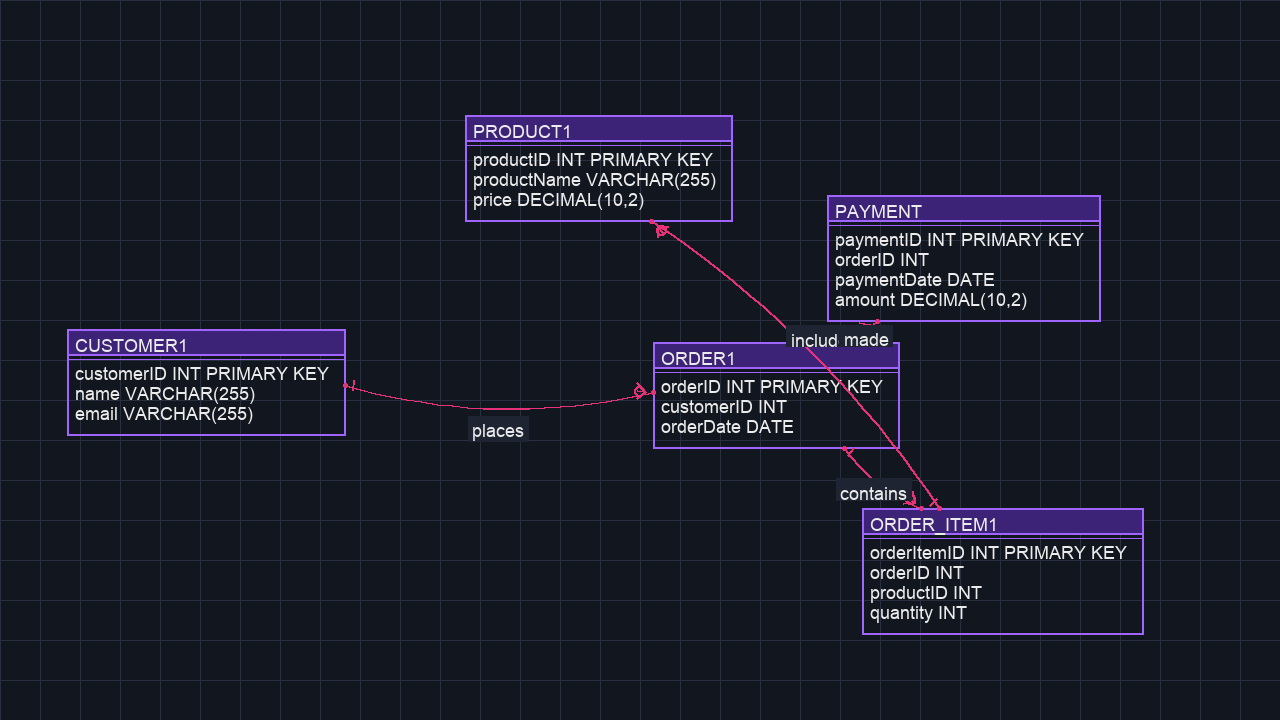 PRODUCT1
productID INT PRIMARY KEY
productName VARCHAR(255)
price DECIMAL(10,2)
PAYMENT
paymentID INT PRIMARY KEY
orderID INT
paymentDate DATE
amount DECIMAL(10,2)
CUSTOMER1
customerID INT PRIMARY KEY
name VARCHAR(255)
email VARCHAR(255)
places
includ
made
ORDER1
orderID INT PRIMARY KEY
customerID INT
orderDate DATE
contains
ORDER_ITEM1
orderItemID INT PRIMARY KEY
orderID INT
productID INT
quantity INT